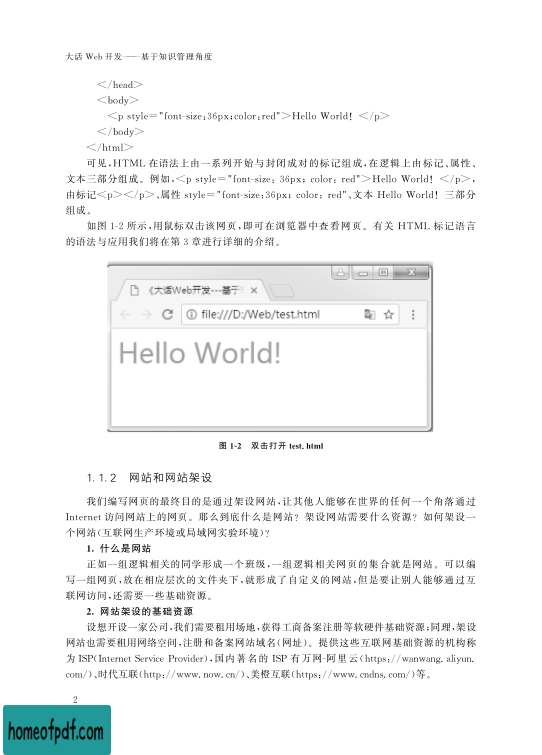 大话 Web 开发——基于知识管理角度
</head>
<body>
<p style="font-size:36px;color:red">Hello World! </p>
</body>
</html>
可见,HTML 在语法上由一系列开始与封闭成对的标记组成,在逻辑上由标记、属性、
文本三部分组成。例如,<p style="font-size: 36px; color: red">Hello World! </p>,
由标记<p></p>、属性 style="font-size:36px; color: red"、文本 Hello World! 三部分
组成。
如图 1-2 所示,用鼠标双击该网页,即可在浏览器中查看网页。有关 HTML 标记语言
的语法与应用我们将在第 3 章进行详细的介绍。
《大话Web开发---基于
file:///D:/Web/test.html
Hello World!
图 1-2 双击打开 test. html
1.1.2 网站和网站架设
我们编写网页的最终目的是通过架设网站,让其他人能够在世界的任何一个角落通过
Internet 访问网站上的网页。那么到底什么是网站? 架设网站需要什么资源? 如何架设一
个网站(互联网生产环境或局域网实验环境)?
1. 什么是网站
正如一组逻辑相关的同学形成一个班级,一组逻辑相关网页的集合就是网站。可以编
写一组网页,放在相应层次的文件夹下,就形成了自定义的网站,但是要让别人能够通过互
联网访问,还需要一些基础资源。
2. 网站架设的基础资源
设想开设一家公司,我们需要租用场地,获得工商备案注册等软硬件基础资源;同理,架设
网站也需要租用网络空间,注册和备案网站域名(网址)。提供这些互联网基础资源的机构称
为 ISP(Internet Service Provider),国内著名的 ISP 有万网-阿里云(https://wanwang. aliyun.
com/)、时代互联(http://www. now. cn/)、美橙互联(https://www. cndns. com/)等。
2
homeofpdf.com